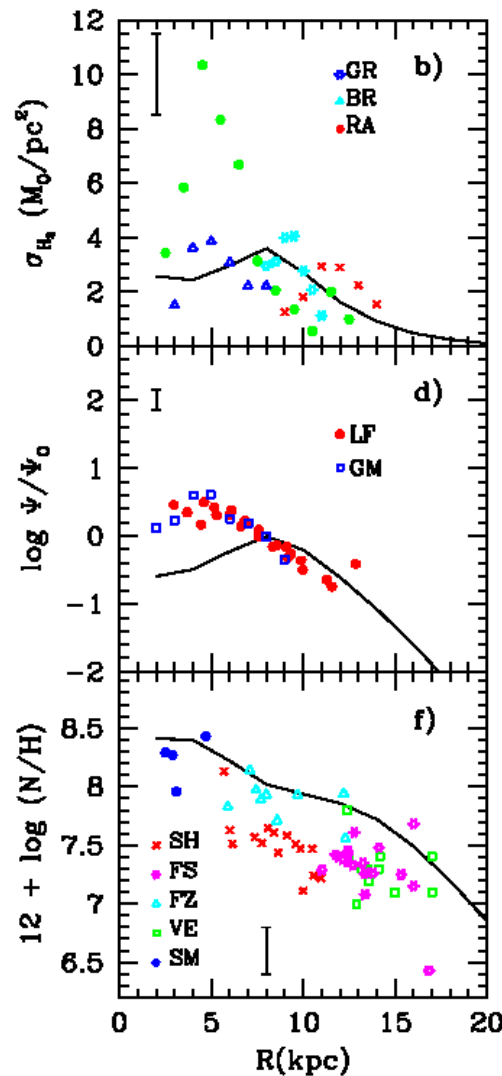 12
10
8
6
4
2
0
σH₂ (M⊙/pc²)
b)
GR
BR
RA
2
1
0
-1
-2
log Ψ/Ψ⊙
d)
LF
GM
8.5
8
7.5
7
6.5
12 + log (N/H)
f)
SH
FS
FZ
VE
SM
0 5 10 15 20
R(kpc)